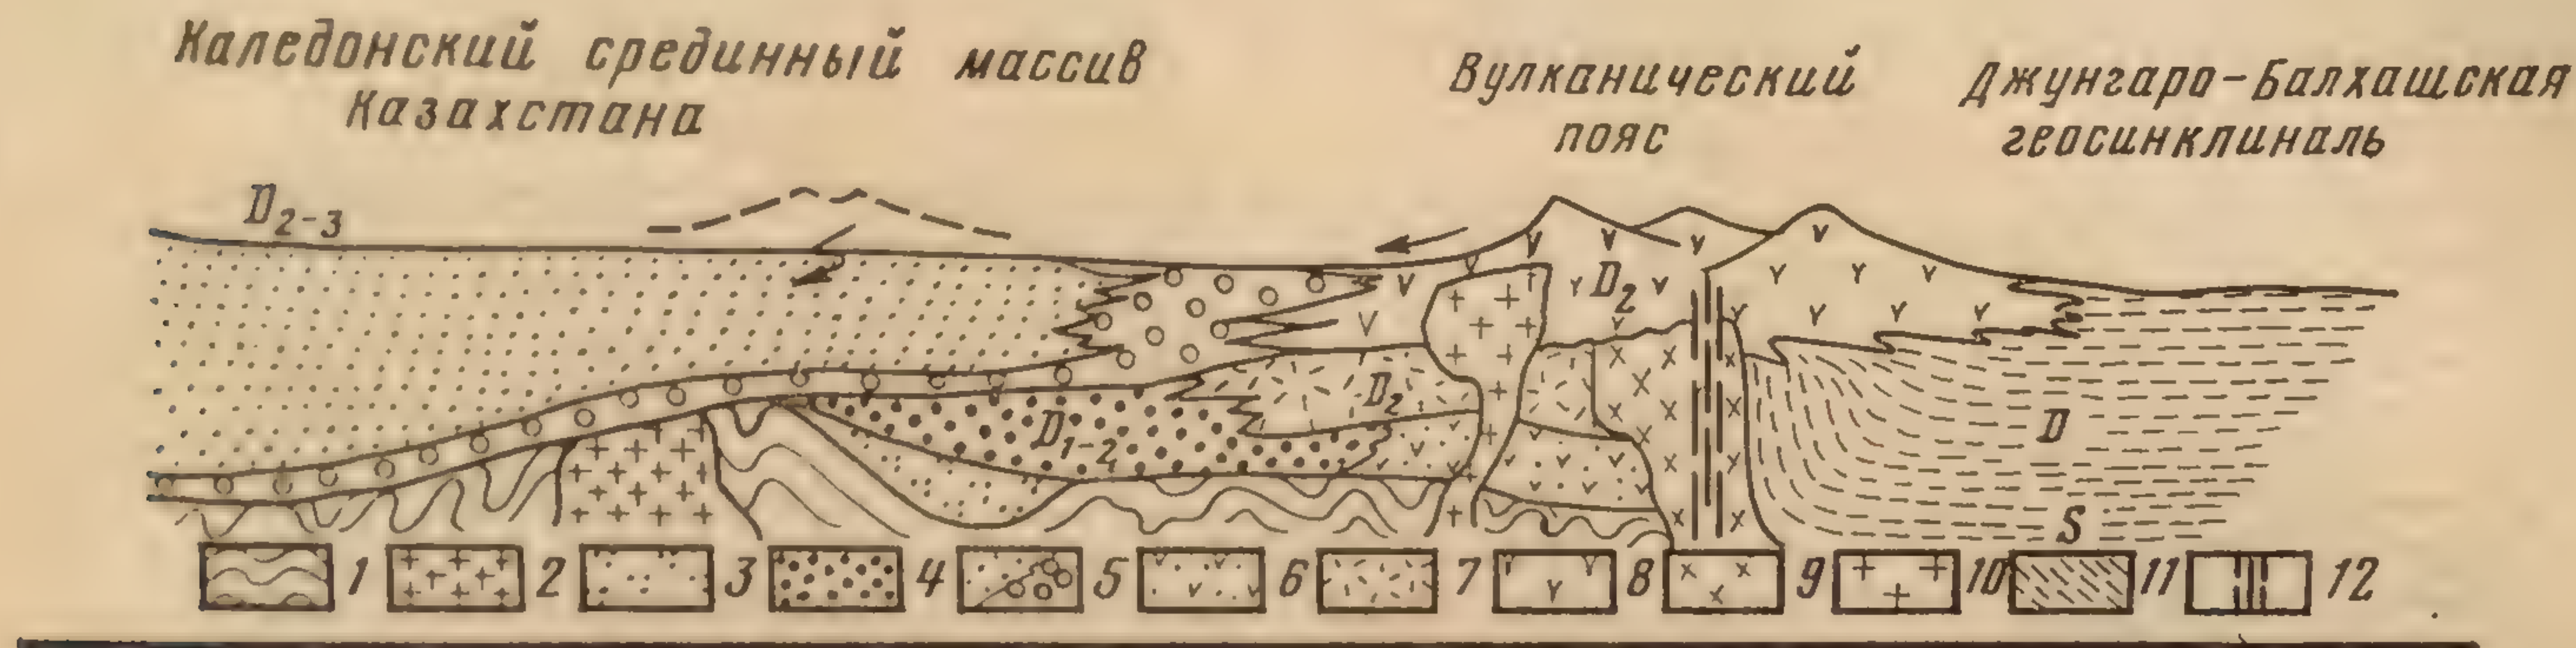 Каледонский срединный массив
Казахстана
Вулканический
пояс
Джунгаро-Балхашская
геосинклиналь
D2-3
D2
D2
D1-2
D
S
1 2 3 4 5 6 7 8 9 10 11 12